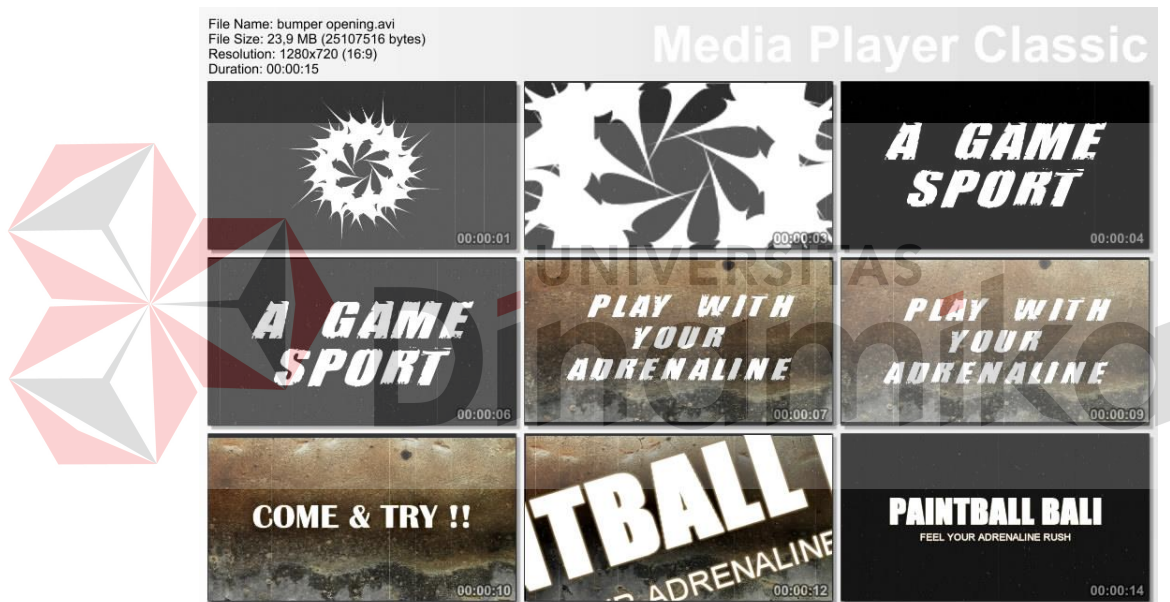 File Name: bumper opening.avi
File Size: 23,9 MB (25107516 bytes)
Resolution: 1280x720 (16:9)
Duration: 00:00:15
Media Player Classic
00:00:01
00:00:03
A GAME
SPORT
00:00:04
UNIVERSITAS
Dinamika
A GAME
SPORT
00:00:06
PLAY WITH
YOUR
ADRENALINE
00:00:07
PLAY WITH
YOUR
ADRENALINE
00:00:09
COME & TRY !!
00:00:10
NTBALL
R ADRENALINE
00:00:12
PAINTBALL BALI
FEEL YOUR ADRENALINE RUSH
00:00:14